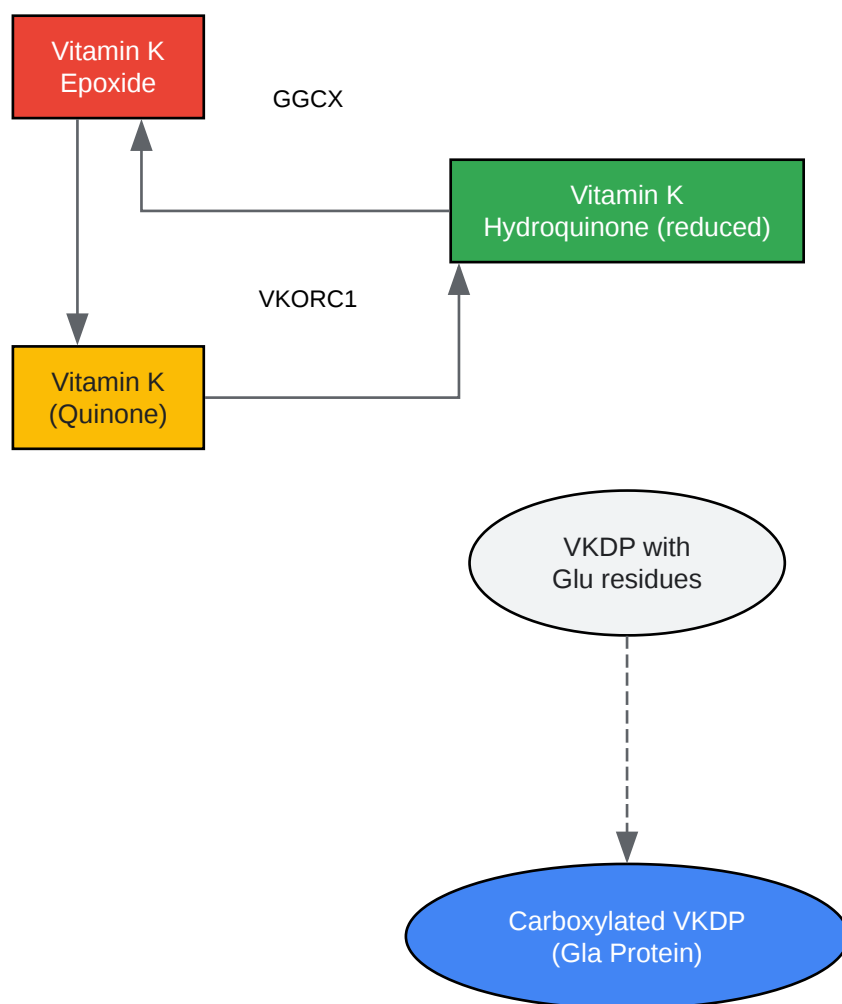 Vitamin K
Epoxide
GGCX
Vitamin K
Hydroquinone (reduced)
VKORC1
Vitamin K
(Quinone)
VKDP with
Glu residues
Carboxylated VKDP
(Gla Protein)